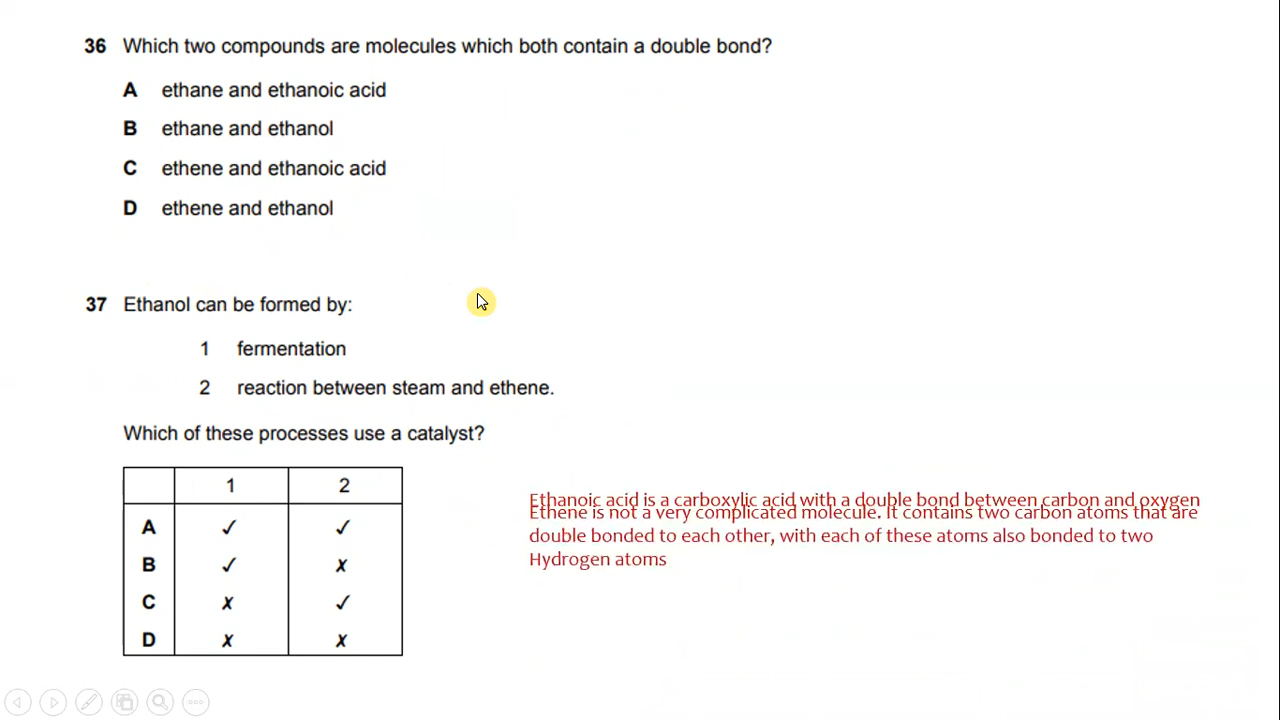 36 Which two compounds are molecules which both contain a double bond?
A ethane and ethanoic acid
B ethane and ethanol
C ethene and ethanoic acid
D ethene and ethanol
37 Ethanol can be formed by:
1 fermentation
2 reaction between steam and ethene.
Which of these processes use a catalyst?
1 2
A ✓ ✓
B ✓ ✗
C ✗ ✓
D ✗ ✗
Ethanoic acid is a carboxylic acid with a double bond between carbon and oxygen
Ethene is not a very complicated molecule. It contains two carbon atoms that are
double bonded to each other, with each of these atoms also bonded to two
Hydrogen atoms